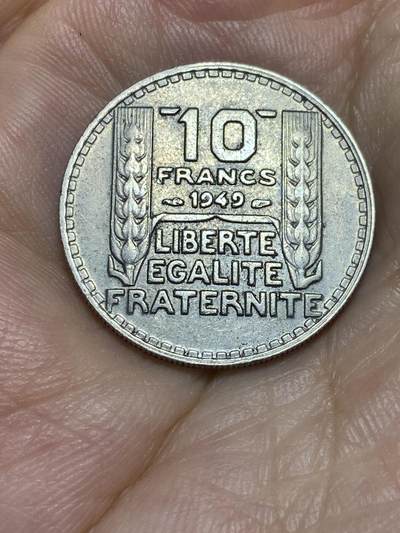 10
FRANCS
1949
LIBERTE
EGALITE
FRATERNITE